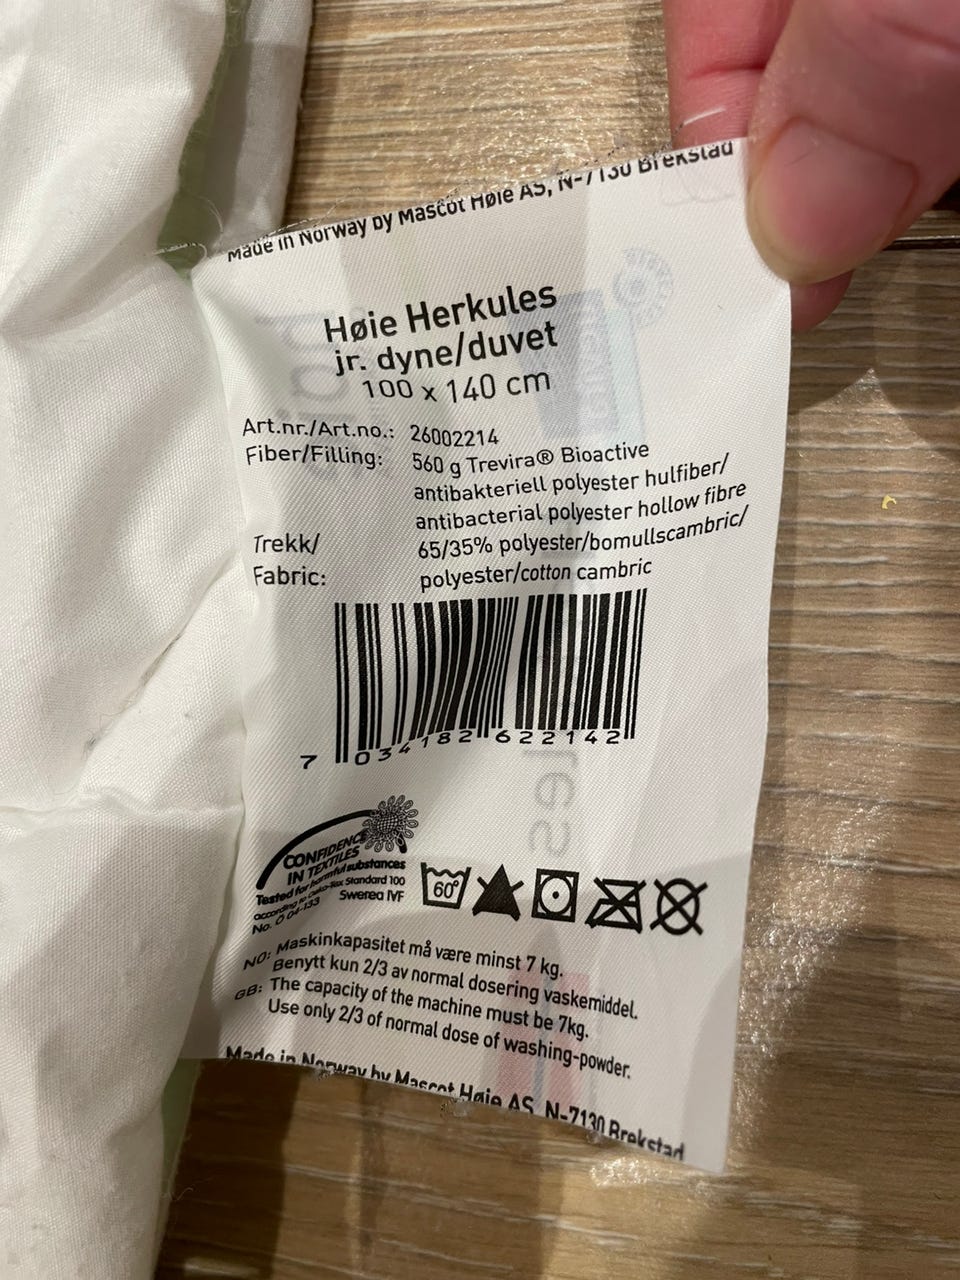 Made in Norway by Mascot Høie AS, N-7130 Brekstad
Høie Herkules
jr. dyne/duvet
100 x 140 cm
Art.nr./Art.no.: 26002214
Fiber/Filling: 560 g Trevira® Bioactive
antibakteriell polyester hulfiber/
antibacterial polyester hollow fibre
Trekk/ 65/35% polyester/bomullscambric/
Fabric: polyester/cotton cambric
7 034182 622142
CONFIDENCE
IN TEXTILES
Tested for harmful substances
according to Oeko-Tex Standard 100
No. O 04-133 Swerea IVF
60°
NO: Maskinkapasitet må være minst 7 kg.
Benytt kun 2/3 av normal dosering vaskemiddel.
GB: The capacity of the machine must be 7kg.
Use only 2/3 of normal dose of washing-powder.
Made in Norway by Mascot Høie AS, N-7130 Brekstad